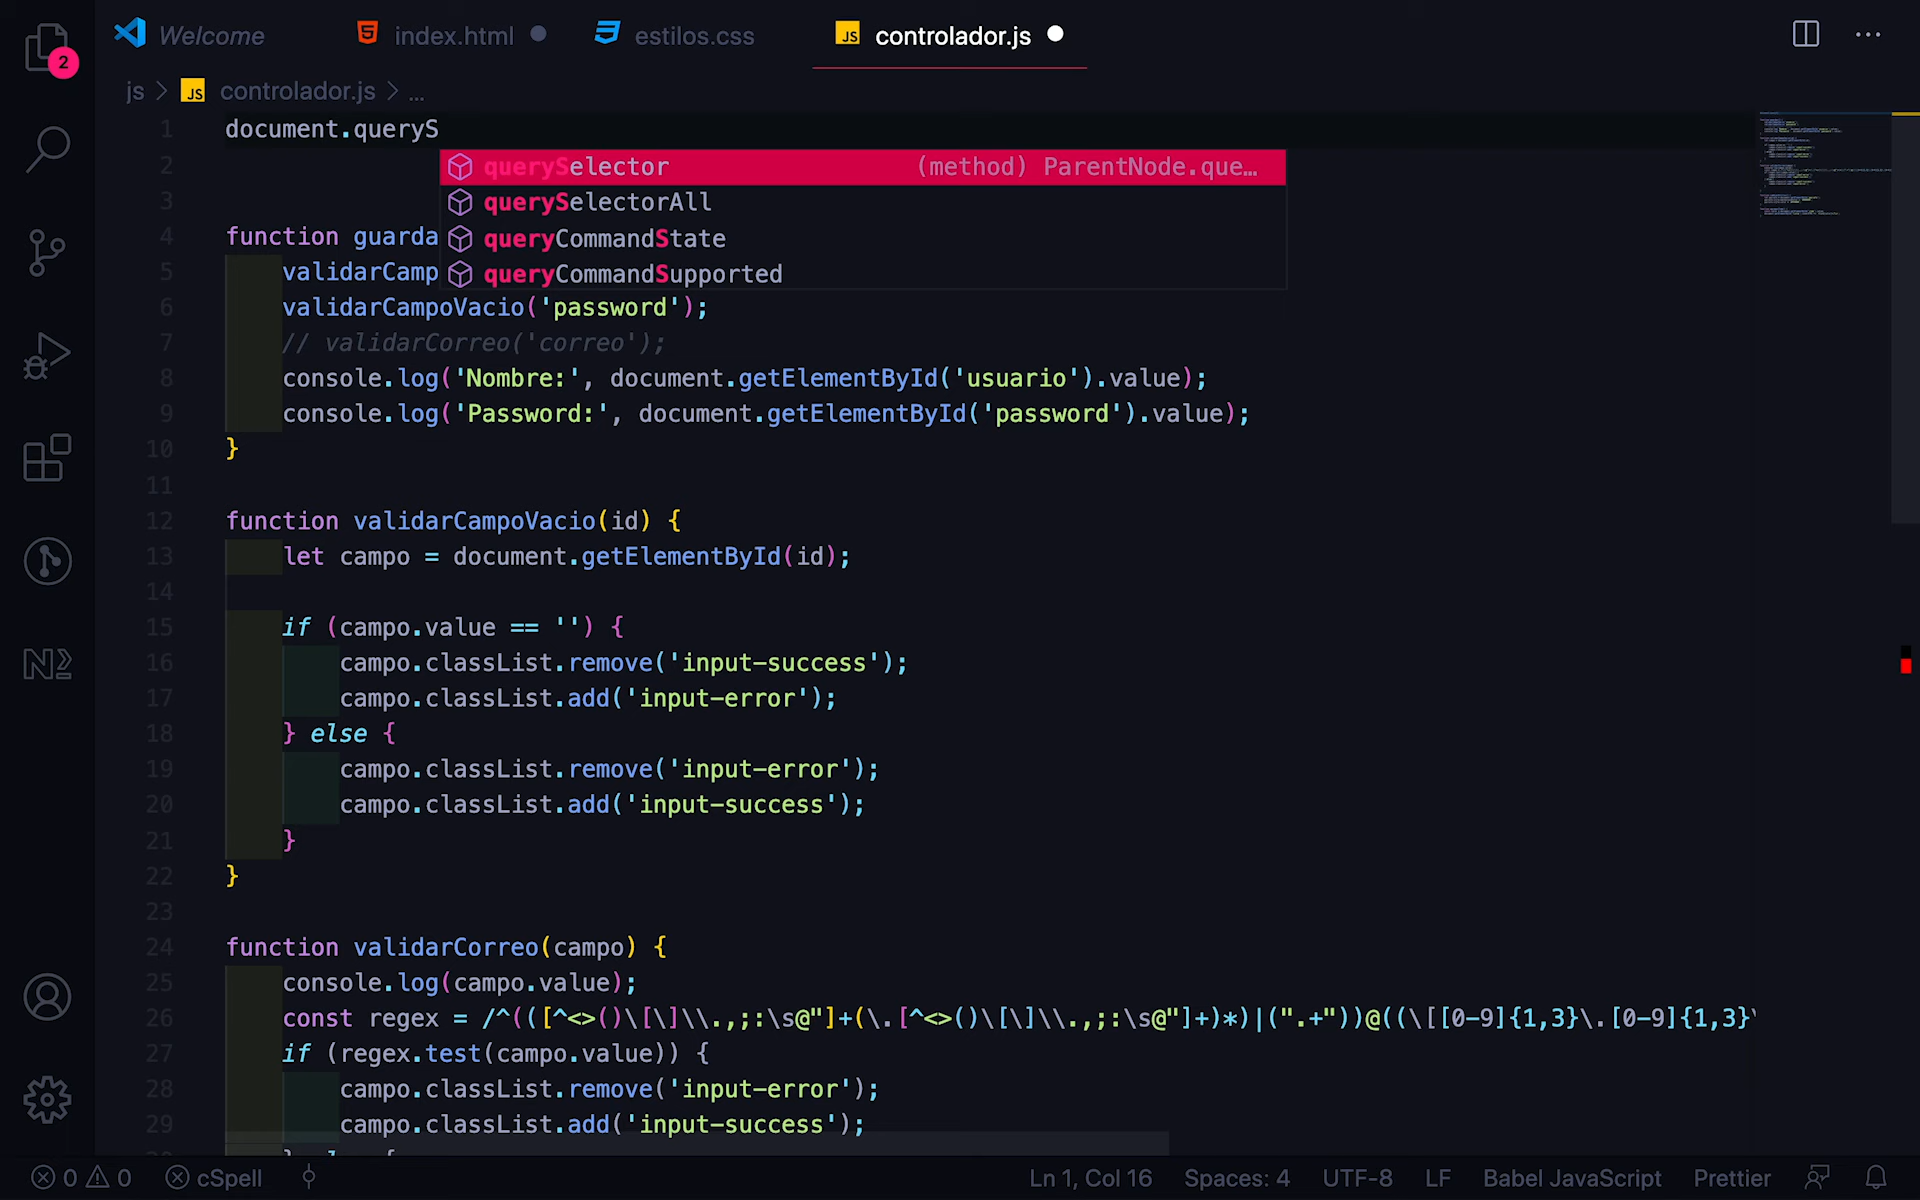 Welcome
index.html
estilos.css
JS controlador.js
2
js > JS controlador.js > ...
1 document.queryS
2 querySelector (method) ParentNode.que…
3 querySelectorAll
4 function guarda queryCommandState
5 validarCamp queryCommandSupported
6 validarCampoVacio('password');
7 // validarCorreo('correo');
8 console.log('Nombre:', document.getElementById('usuario').value);
9 console.log('Password:', document.getElementById('password').value);
10 }
11
12 function validarCampoVacio(id) {
13 let campo = document.getElementById(id);
14
15 if (campo.value == '') {
16 campo.classList.remove('input-success');
17 campo.classList.add('input-error');
18 } else {
19 campo.classList.remove('input-error');
20 campo.classList.add('input-success');
21 }
22 }
23
24 function validarCorreo(campo) {
25 console.log(campo.value);
26 const regex = /^(([^<>()\[\]\\.,;:\s@"]+(\.[^<>()\[\]\\.,;:\s@"]+)*)|(".+"))@((\[[0-9]{1,3}\.[0-9]{1,3}\
27 if (regex.test(campo.value)) {
28 campo.classList.remove('input-error');
29 campo.classList.add('input-success');
0 0 cSpell Ln 1, Col 16 Spaces: 4 UTF-8 LF Babel JavaScript Prettier